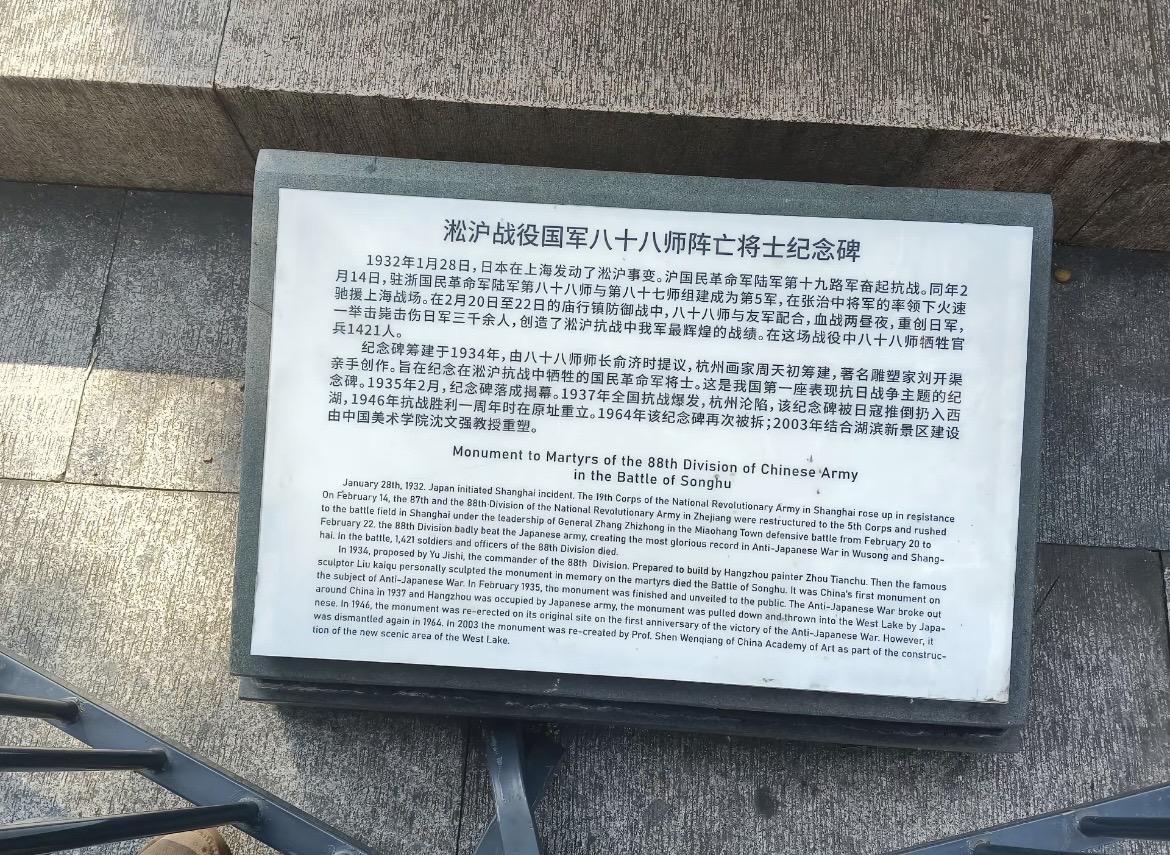 淞沪战役国军八十八师阵亡将士纪念碑
1932年1月28日，日本在上海发动了淞沪事变。沪国民革命军陆军第十九路军奋起抗战。同年2
月14日，驻浙国民革命军陆军第八十八师与第八十七师组建成为第5军，在张治中将军的率领下火速
驰援上海战场。在2月20日至22日的庙行镇防御战中，八十八师与友军配合，血战两昼夜，重创日军，
一举击毙击伤日军三千余人，创造了淞沪抗战中我军最辉煌的战绩。在这场战役中八十八师牺牲官
兵1421人。
纪念碑筹建于1934年，由八十八师师长俞济时提议，杭州画家周天初筹建，著名雕塑家刘开渠
亲手创作。旨在纪念在淞沪抗战中牺牲的国民革命军将士。这是我国第一座表现抗日战争主题的纪
念碑。1935年2月，纪念碑落成揭幕。1937年全国抗战爆发，杭州沦陷，该纪念碑被日寇推倒扔入西
湖，1946年抗战胜利一周年时在原址重立。1964年该纪念碑再次被拆；2003年结合湖滨新景区建设
由中国美术学院沈文强教授重塑。
Monument to Martyrs of the 88th Division of Chinese Army
in the Battle of Songhu
January 28th, 1932. Japan initiated Shanghai incident. The 19th Corps of the National Revolutionary Army in Shanghai rose up in resistance
On February 14, the 87th and the 88th Division of the National Revolutionary Army in Zhejiang were restructured to the 5th Corps and rushed
to the battle field in Shanghai under the leadership of General Zhang Zhizhong in the Miaohang Town defensive battle from February 20 to
February 22. the 88th Division badly beat the Japanese army, creating the most glorious record in Anti-Japanese War in Wusong and Shang-
hai. In the battle, 1,421 soldiers and officers of the 88th Division died.
In 1934, proposed by Yu Jishi, the commander of the 88th Division. Prepared to build by Hangzhou painter Zhou Tianchu. Then the famous
sculptor Liu kaiqu personally sculpted the monument in memory on the martyrs died the Battle of Songhu. It was China's first monument on
the subject of Anti-Japanese War. In February 1935, the monument was finished and unveiled to the public. The Anti-Japanese War broke out
around China in 1937 and Hangzhou was occupied by Japanese army, the monument was pulled down and thrown into the West Lake by Japa-
nese. In 1946, the monument was re-erected on its original site on the first anniversary of the victory of the Anti-Japanese War. However, it
was dismantled again in 1964. In 2003 the monument was re-created by Prof. Shen Wenqiang of China Academy of Art as part of the construc-
tion of the new scenic area of the West Lake.